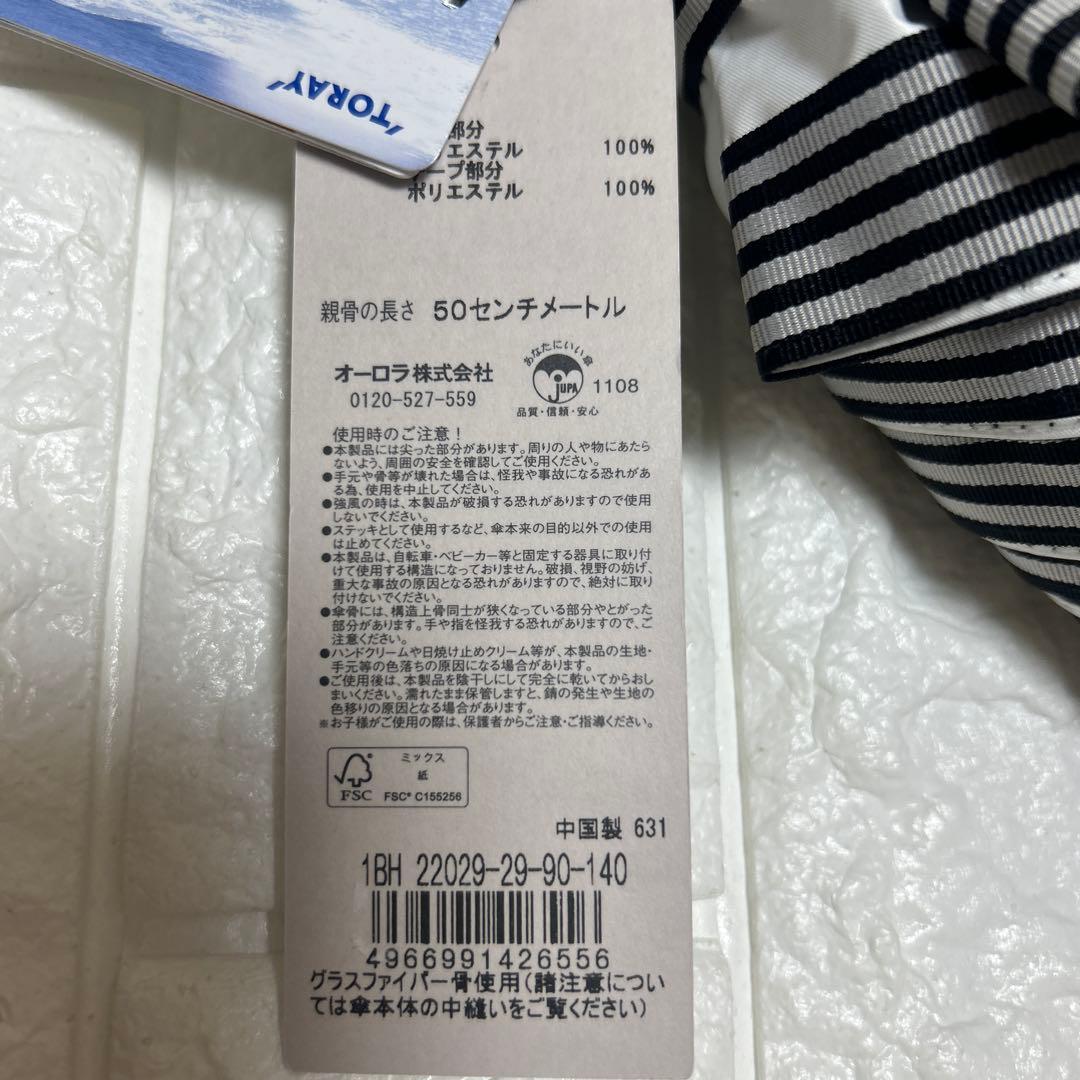 'TORAY'
部分
エステル 100%
ープ部分
ポリエステル 100%
親骨の長さ 50センチメートル
オーロラ株式会社
0120-527-559
あなたにいい傘
JUPA
1108
品質・信頼・安心
使用時のご注意!
●本製品には尖った部分があります。周りの人や物にあたら
ないよう、周囲の安全を確認してご使用ください。
●手元や骨等が壊れた場合は、怪我や事故になる恐れがあ
る為、使用を中止してください。
●強風の時は、本製品が破損する恐れがありますので使用
しないでください。
●ステッキとして使用するなど、傘本来の目的以外での使用
は止めてください。
●本製品は、自転車・ベビーカー等と固定する器具に取り付
けて使用する構造になっておりません。破損、視野の妨げ、
重大な事故の原因となる恐れがありますので、絶対に取り
付けないでください。
●傘骨には、構造上骨同士が狭くなっている部分やとがった
部分があります。手や指を怪我する恐れがありますので、ご
注意ください。
●ハンドクリームや日焼け止めクリーム等が、本製品の生地・
手元等の色落ちの原因になる場合があります。
●ご使用後は、本製品を陰干しにして完全に乾いてからおし
まいください。濡れたまま保管しますと、錆の発生や生地の
色移りの原因となる場合があります。
※お子様がご使用の際は、保護者からご注意・ご指導ください。
FSC
ミックス
紙
FSC® C155256
中国製 631
1BH 22029-29-90-140
4966991426556
グラスファイバー骨使用(諸注意につい
ては傘本体の中縫いをご覧ください)